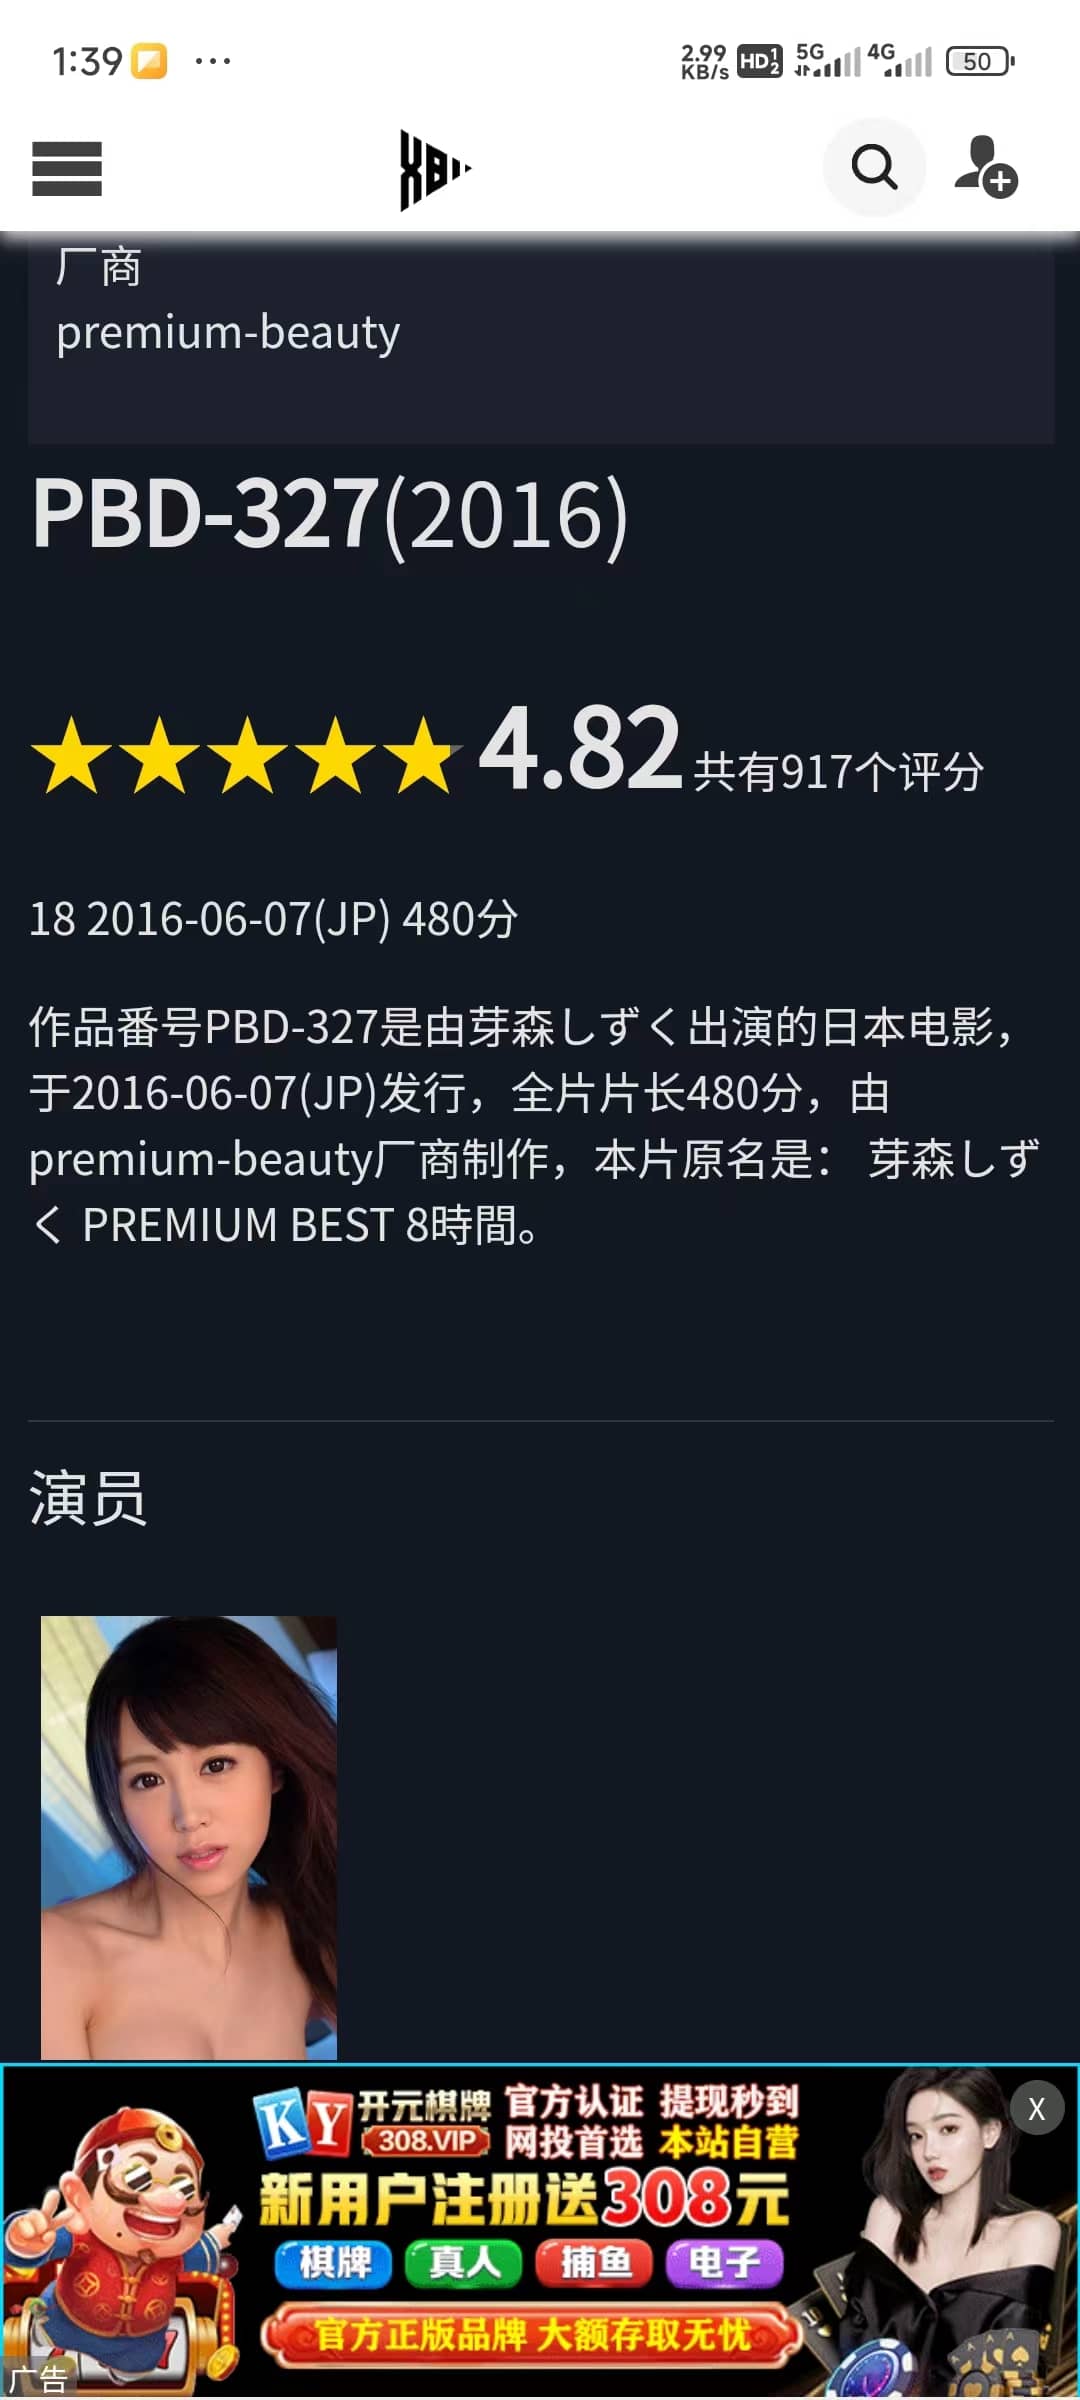 1:39 ... 2.99 KB/s HD 1 2 5G 4G 50
厂商
premium-beauty
PBD-327(2016)
4.82 共有917个评分
18 2016-06-07(JP) 480分
作品番号PBD-327是由芽森しずく出演的日本电影，
于2016-06-07(JP)发行，全片片长480分，由
premium-beauty厂商制作，本片原名是： 芽森しず
く PREMIUM BEST 8時間。
演员
KY 开元棋牌 官方认证 提现秒到
308.VIP 网投首选 本站自营
X
新用户注册送308元
棋牌 真人 捕鱼 电子
官方正版品牌 大额存取无忧
广告